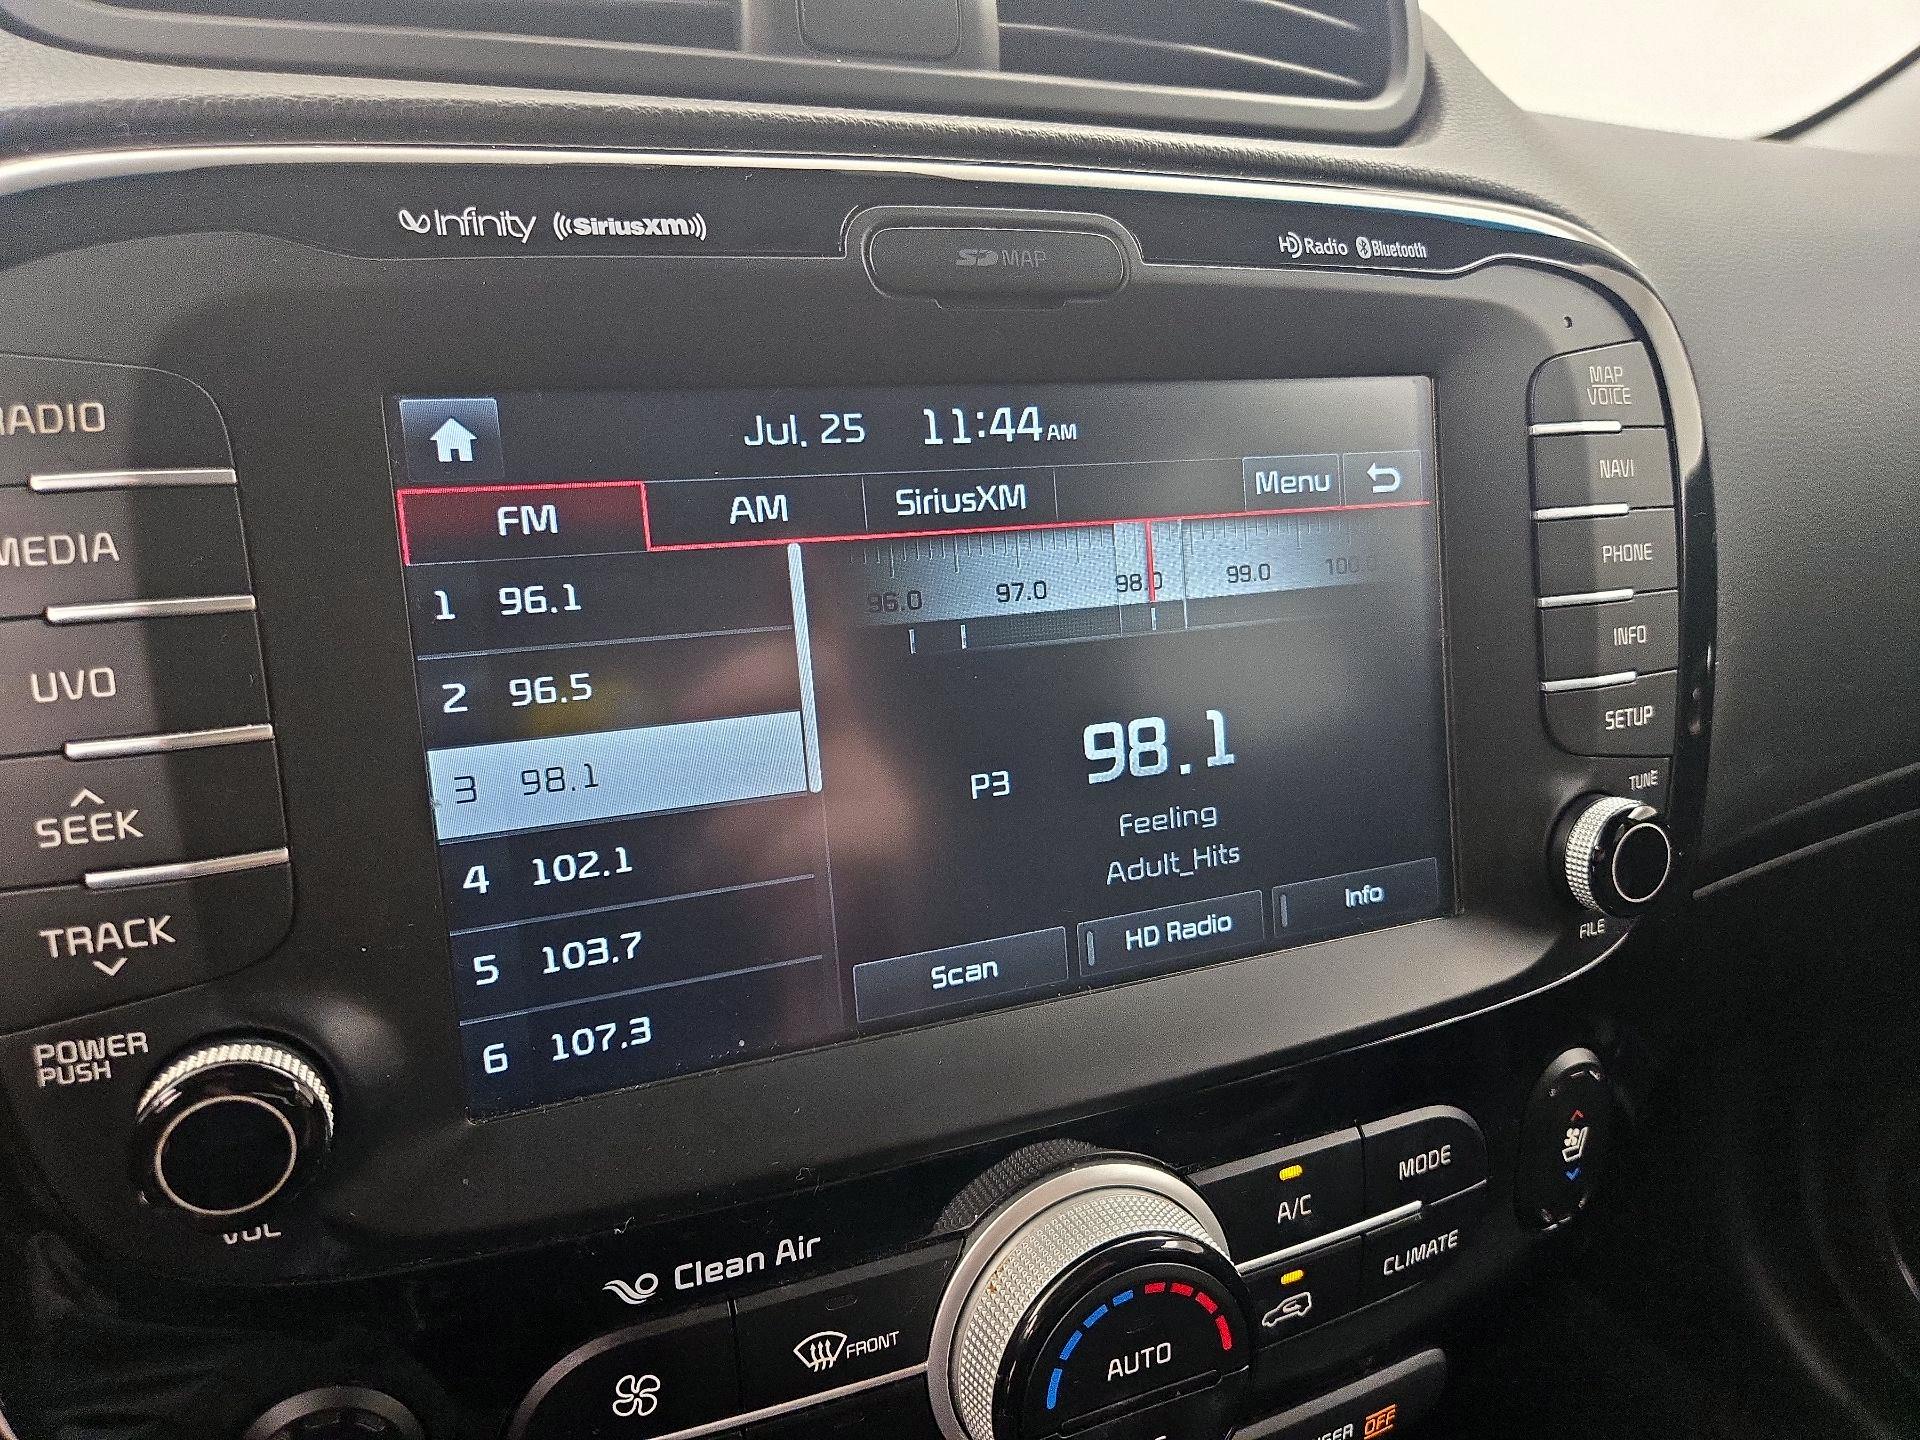 Infinity
SiriusXM
SD MAP
HD Radio
Bluetooth
RADIO
MEDIA
UVO
SEEK
TRACK
POWER
PUSH
VOL
Jul. 25 11:44 AM
FM AM SiriusXM Menu
1 96.1
2 96.5
3 98.1
4 102.1
5 103.7
6 107.3
96.0 97.0 98.0 99.0 100.0
P3 98.1
Feeling
Adult_Hits
Scan HD Radio Info
MAP
VOICE
NAVI
PHONE
INFO
SETUP
TUNE
FILE
Clean Air
FRONT
AUTO
A/C
MODE
CLIMATE
OFF